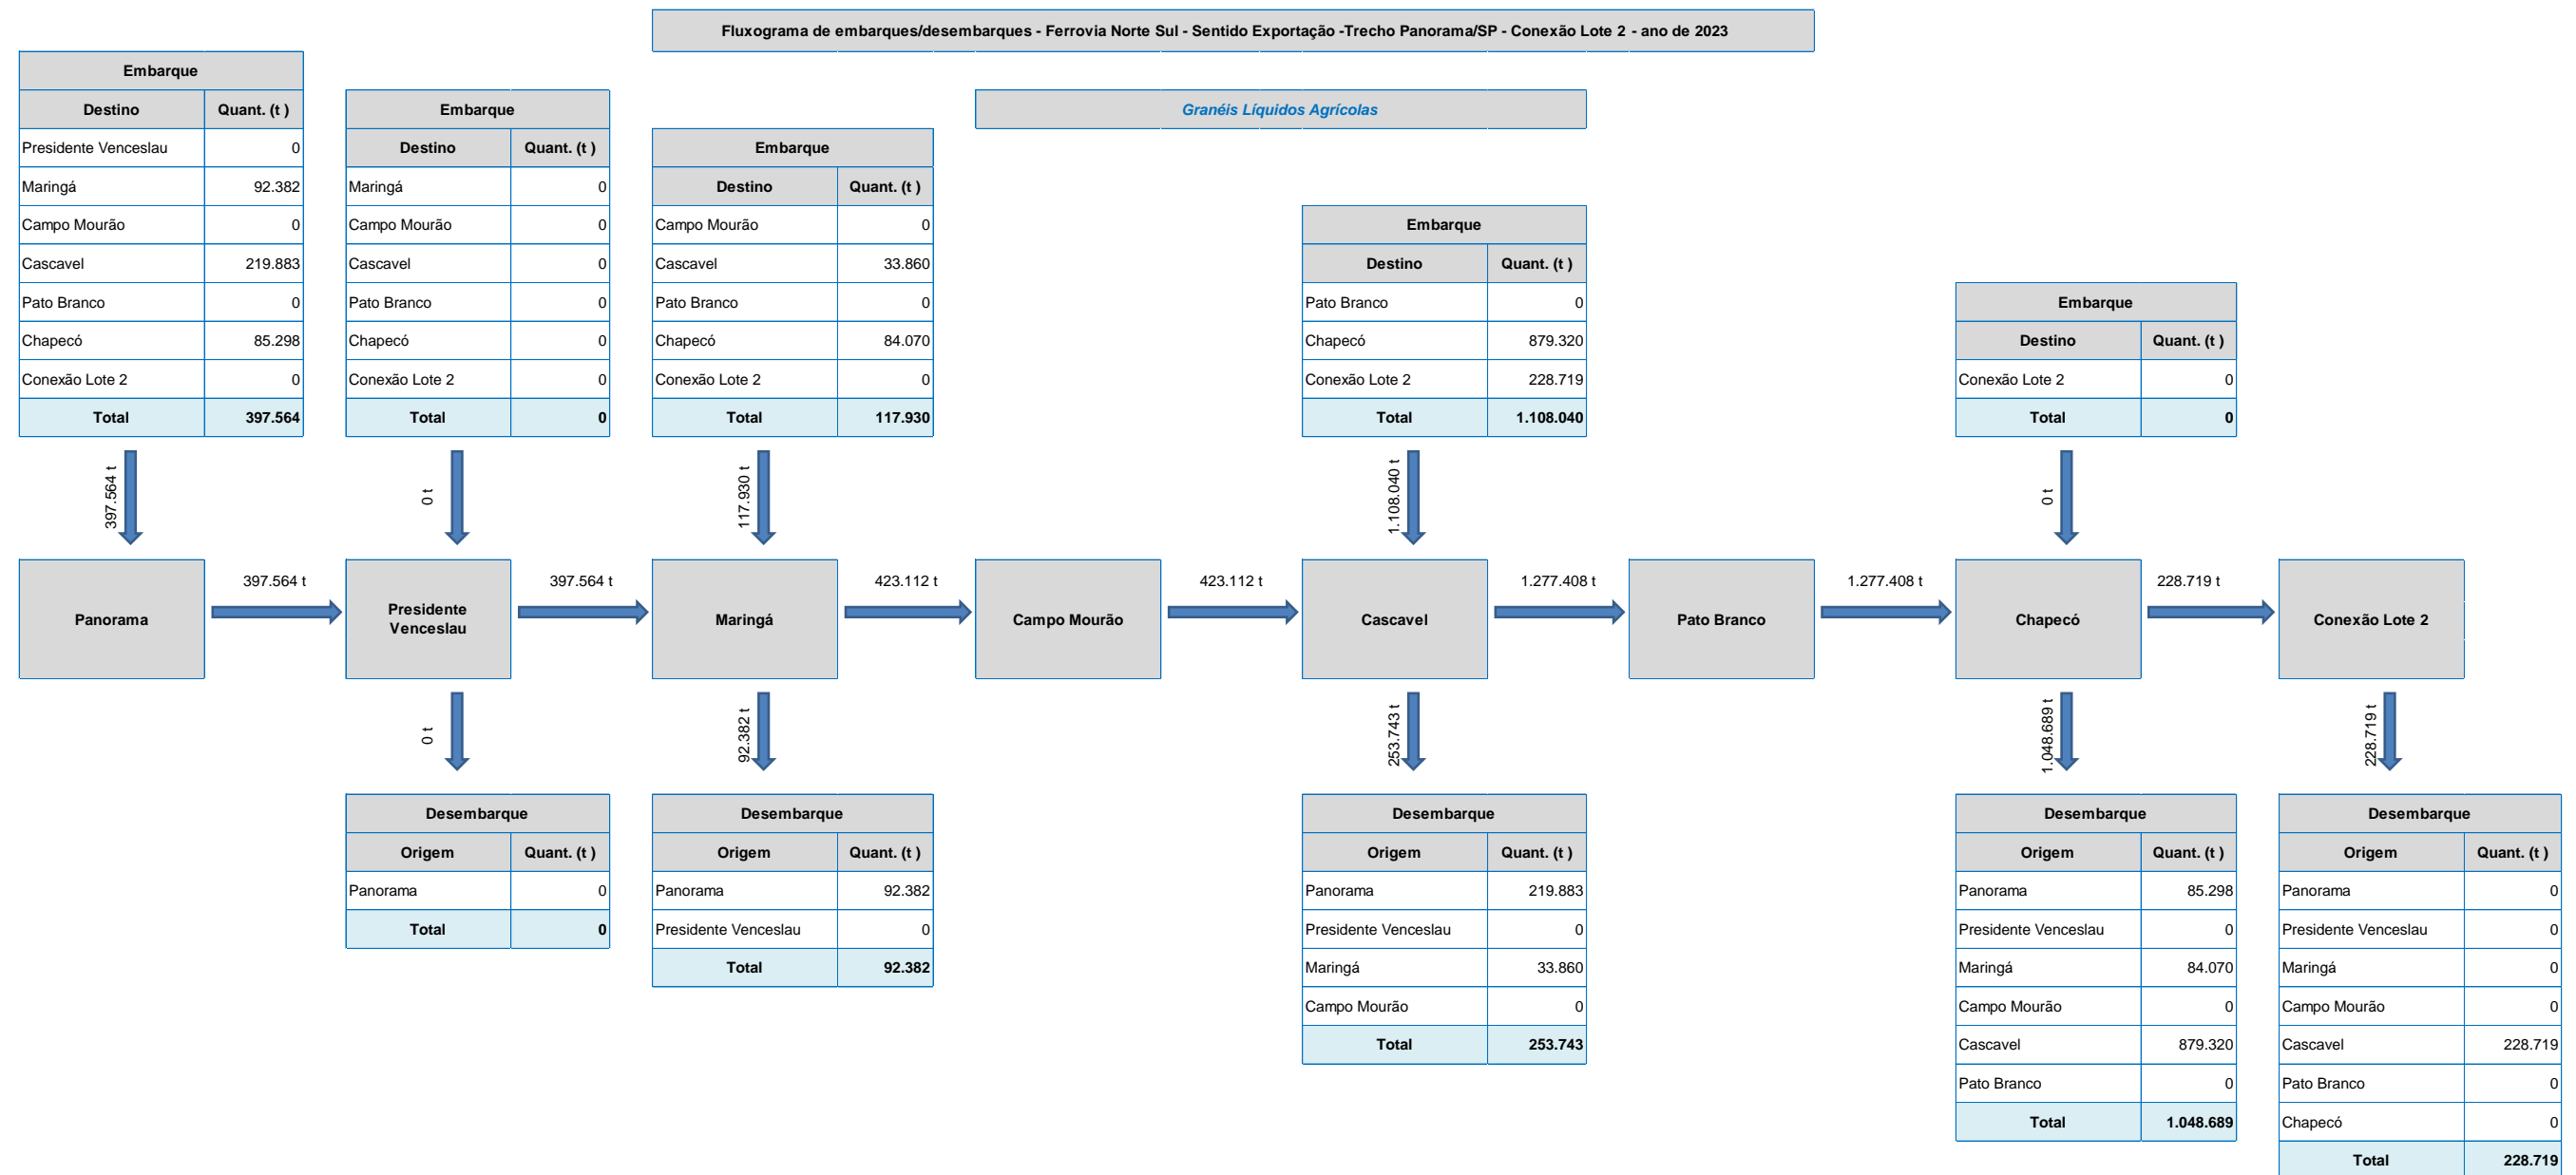 Fluxograma de embarques/desembarques - Ferrovia Norte Sul - Sentido Exportação -Trecho Panorama/SP - Conexão Lote 2 - ano de 2023
Granéis Líquidos Agrícolas
Embarque
Destino Quant. (t )
Presidente Venceslau 0
Maringá 92.382
Campo Mourão 0
Cascavel 219.883
Pato Branco 0
Chapecó 85.298
Conexão Lote 2 0
Total 397.564
Embarque
Destino Quant. (t )
Maringá 0
Campo Mourão 0
Cascavel 0
Pato Branco 0
Chapecó 0
Conexão Lote 2 0
Total 0
Embarque
Destino Quant. (t )
Campo Mourão 0
Cascavel 33.860
Pato Branco 0
Chapecó 84.070
Conexão Lote 2 0
Total 117.930
Embarque
Destino Quant. (t )
Pato Branco 0
Chapecó 879.320
Conexão Lote 2 228.719
Total 1.108.040
Embarque
Destino Quant. (t )
Conexão Lote 2 0
Total 0
397.564 t
0 t
117.930 t
1.108.040 t
0 t
Panorama
397.564 t
Presidente
Venceslau
397.564 t
Maringá
423.112 t
Campo Mourão
423.112 t
Cascavel
1.277.408 t
Pato Branco
1.277.408 t
Chapecó
228.719 t
Conexão Lote 2
0 t
92.382 t
253.743 t
1.048.689 t
228.719 t
Desembarque
Origem Quant. (t )
Panorama 0
Total 0
Desembarque
Origem Quant. (t )
Panorama 92.382
Presidente Venceslau 0
Total 92.382
Desembarque
Origem Quant. (t )
Panorama 219.883
Presidente Venceslau 0
Maringá 33.860
Campo Mourão 0
Total 253.743
Desembarque
Origem Quant. (t )
Panorama 85.298
Presidente Venceslau 0
Maringá 84.070
Campo Mourão 0
Cascavel 879.320
Pato Branco 0
Total 1.048.689
Desembarque
Origem Quant. (t )
Panorama 0
Presidente Venceslau 0
Maringá 0
Campo Mourão 0
Cascavel 228.719
Pato Branco 0
Chapecó 0
Total 228.719